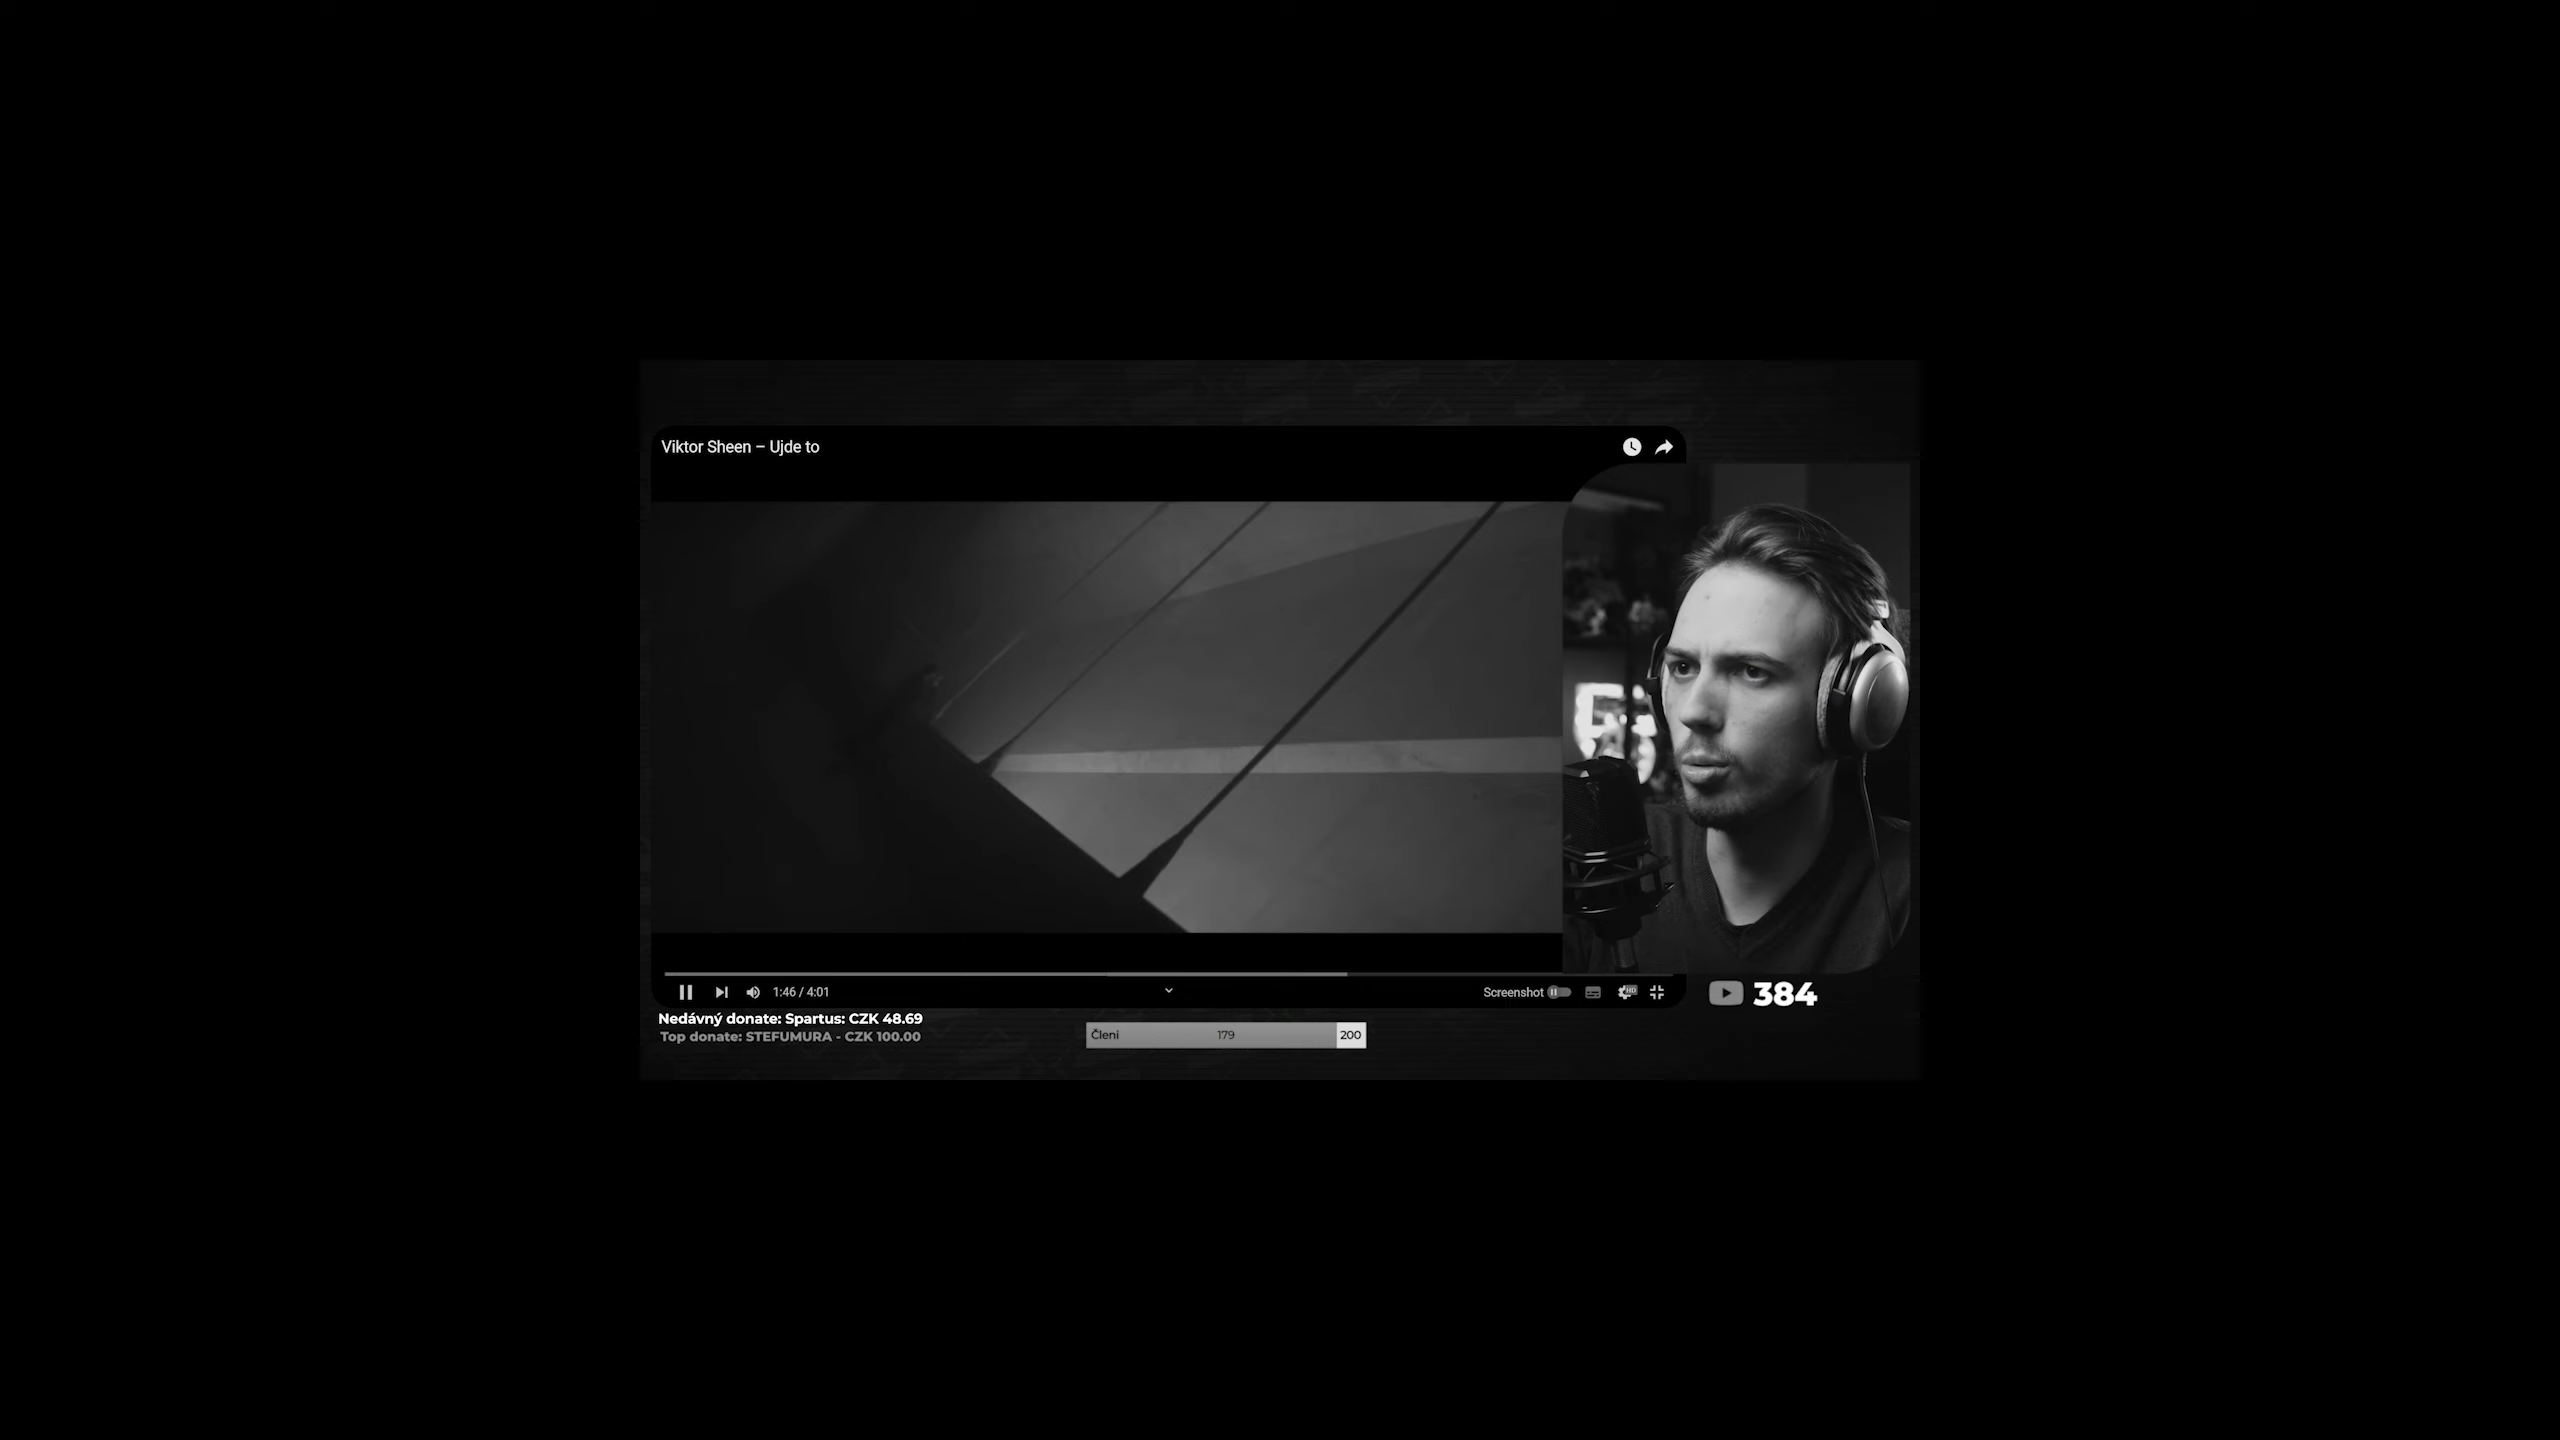 Viktor Sheen – Ujde to
1:46 / 4:01
Screenshot
HD
384
Nedávný donate: Spartus: CZK 48.69
Top donate: STEFUMURA - CZK 100.00
Členi 179 200